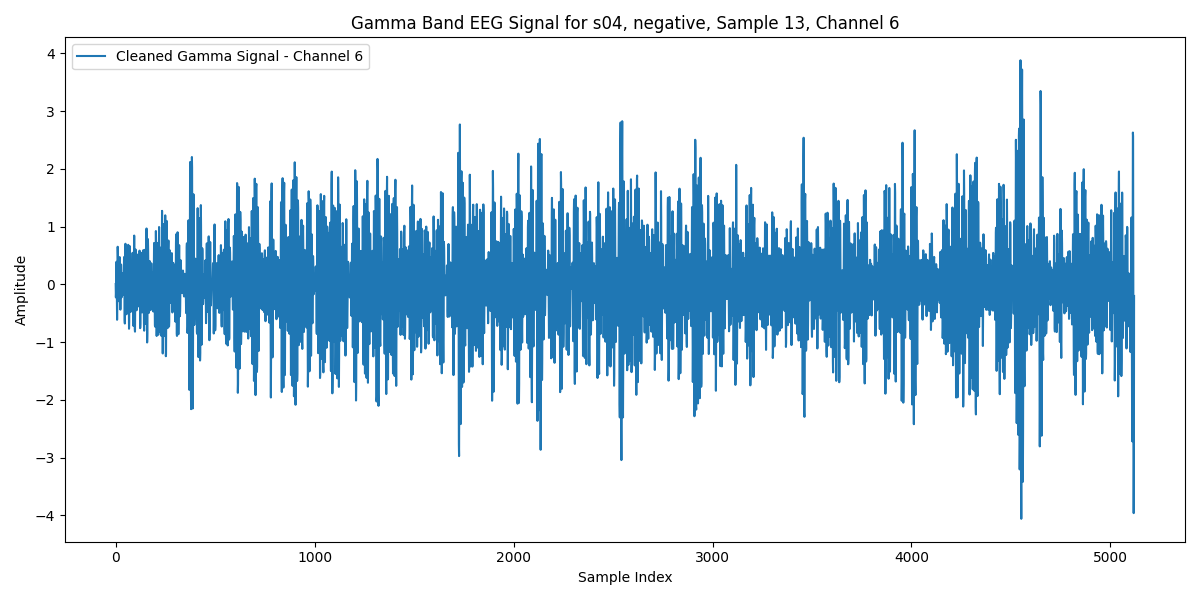 Gamma Band EEG Signal for s04, negative, Sample 13, Channel 6
Cleaned Gamma Signal - Channel 6
4
3
2
1
0
−1
−2
−3
−4
Amplitude
0 1000 2000 3000 4000 5000
Sample Index